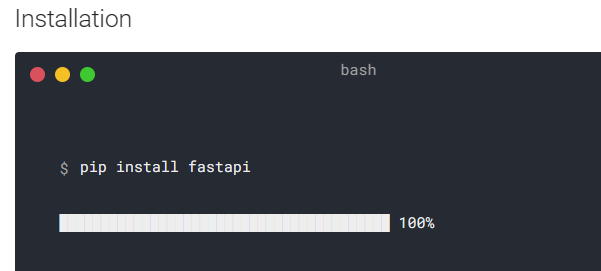 Installation
bash
$ pip install fastapi
100%